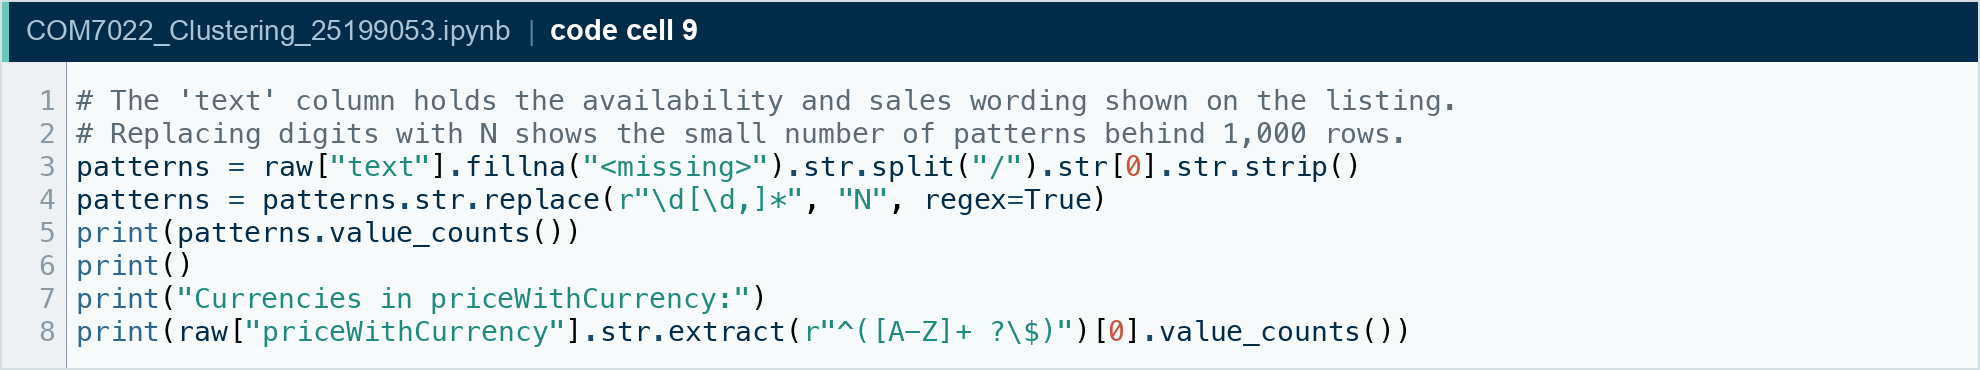 COM7022_Clustering_25199053.ipynb | code cell 9
1 # The 'text' column holds the availability and sales wording shown on the listing.
2 # Replacing digits with N shows the small number of patterns behind 1,000 rows.
3 patterns = raw["text"].fillna("<missing>").str.split("/").str[0].str.strip()
4 patterns = patterns.str.replace(r"\d[\d,]*", "N", regex=True)
5 print(patterns.value_counts())
6 print()
7 print("Currencies in priceWithCurrency:")
8 print(raw["priceWithCurrency"].str.extract(r"^([A-Z]+ ?\$)")[0].value_counts())